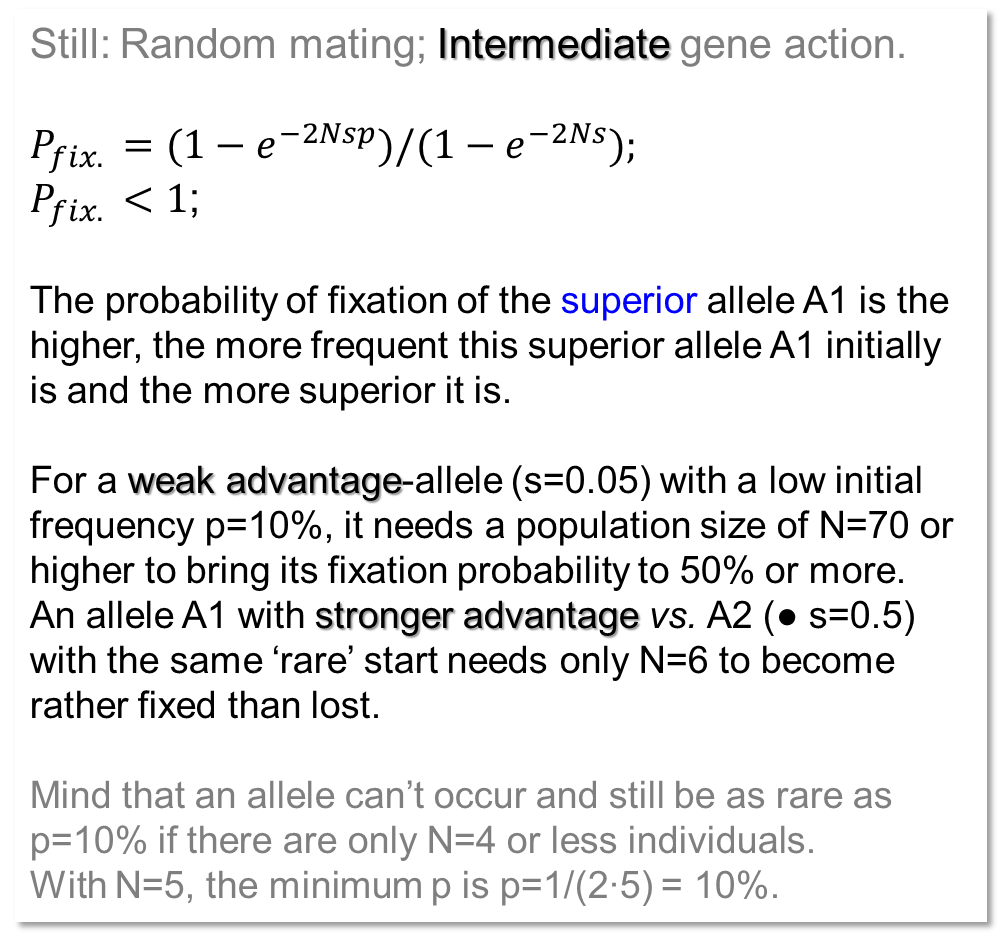 Still: Random mating; Intermediate gene action.
P_{fix.} = (1 − e^{−2Nsp})/(1 − e^{−2Ns});
P_{fix.} < 1;
The probability of fixation of the superior allele A1 is the
higher, the more frequent this superior allele A1 initially
is and the more superior it is.
For a weak advantage-allele (s=0.05) with a low initial
frequency p=10%, it needs a population size of N=70 or
higher to bring its fixation probability to 50% or more.
An allele A1 with stronger advantage vs. A2 (● s=0.5)
with the same ‘rare’ start needs only N=6 to become
rather fixed than lost.
Mind that an allele can’t occur and still be as rare as
p=10% if there are only N=4 or less individuals.
With N=5, the minimum p is p=1/(2·5) = 10%.